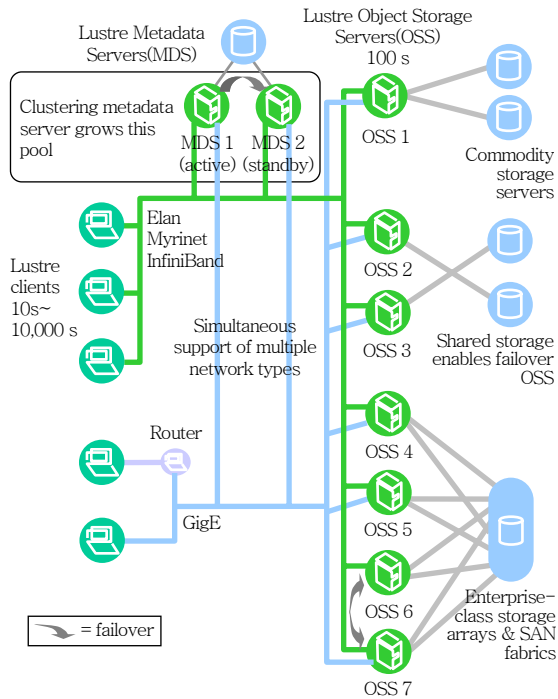 Lustre Metadata
Servers(MDS)
Lustre Object Storage
Servers(OSS)
100 s
Clustering metadata
server grows this
pool
MDS 1
(active)
MDS 2
(standby)
OSS 1
Commodity
storage
servers
Elan
Myrinet
InfiniBand
Lustre
clients
10s~
10,000 s
OSS 2
OSS 3
Shared storage
enables failover
OSS
Simultaneous
support of multiple
network types
Router
GigE
OSS 4
OSS 5
OSS 6
OSS 7
Enterprise-
class storage
arrays & SAN
fabrics
= failover